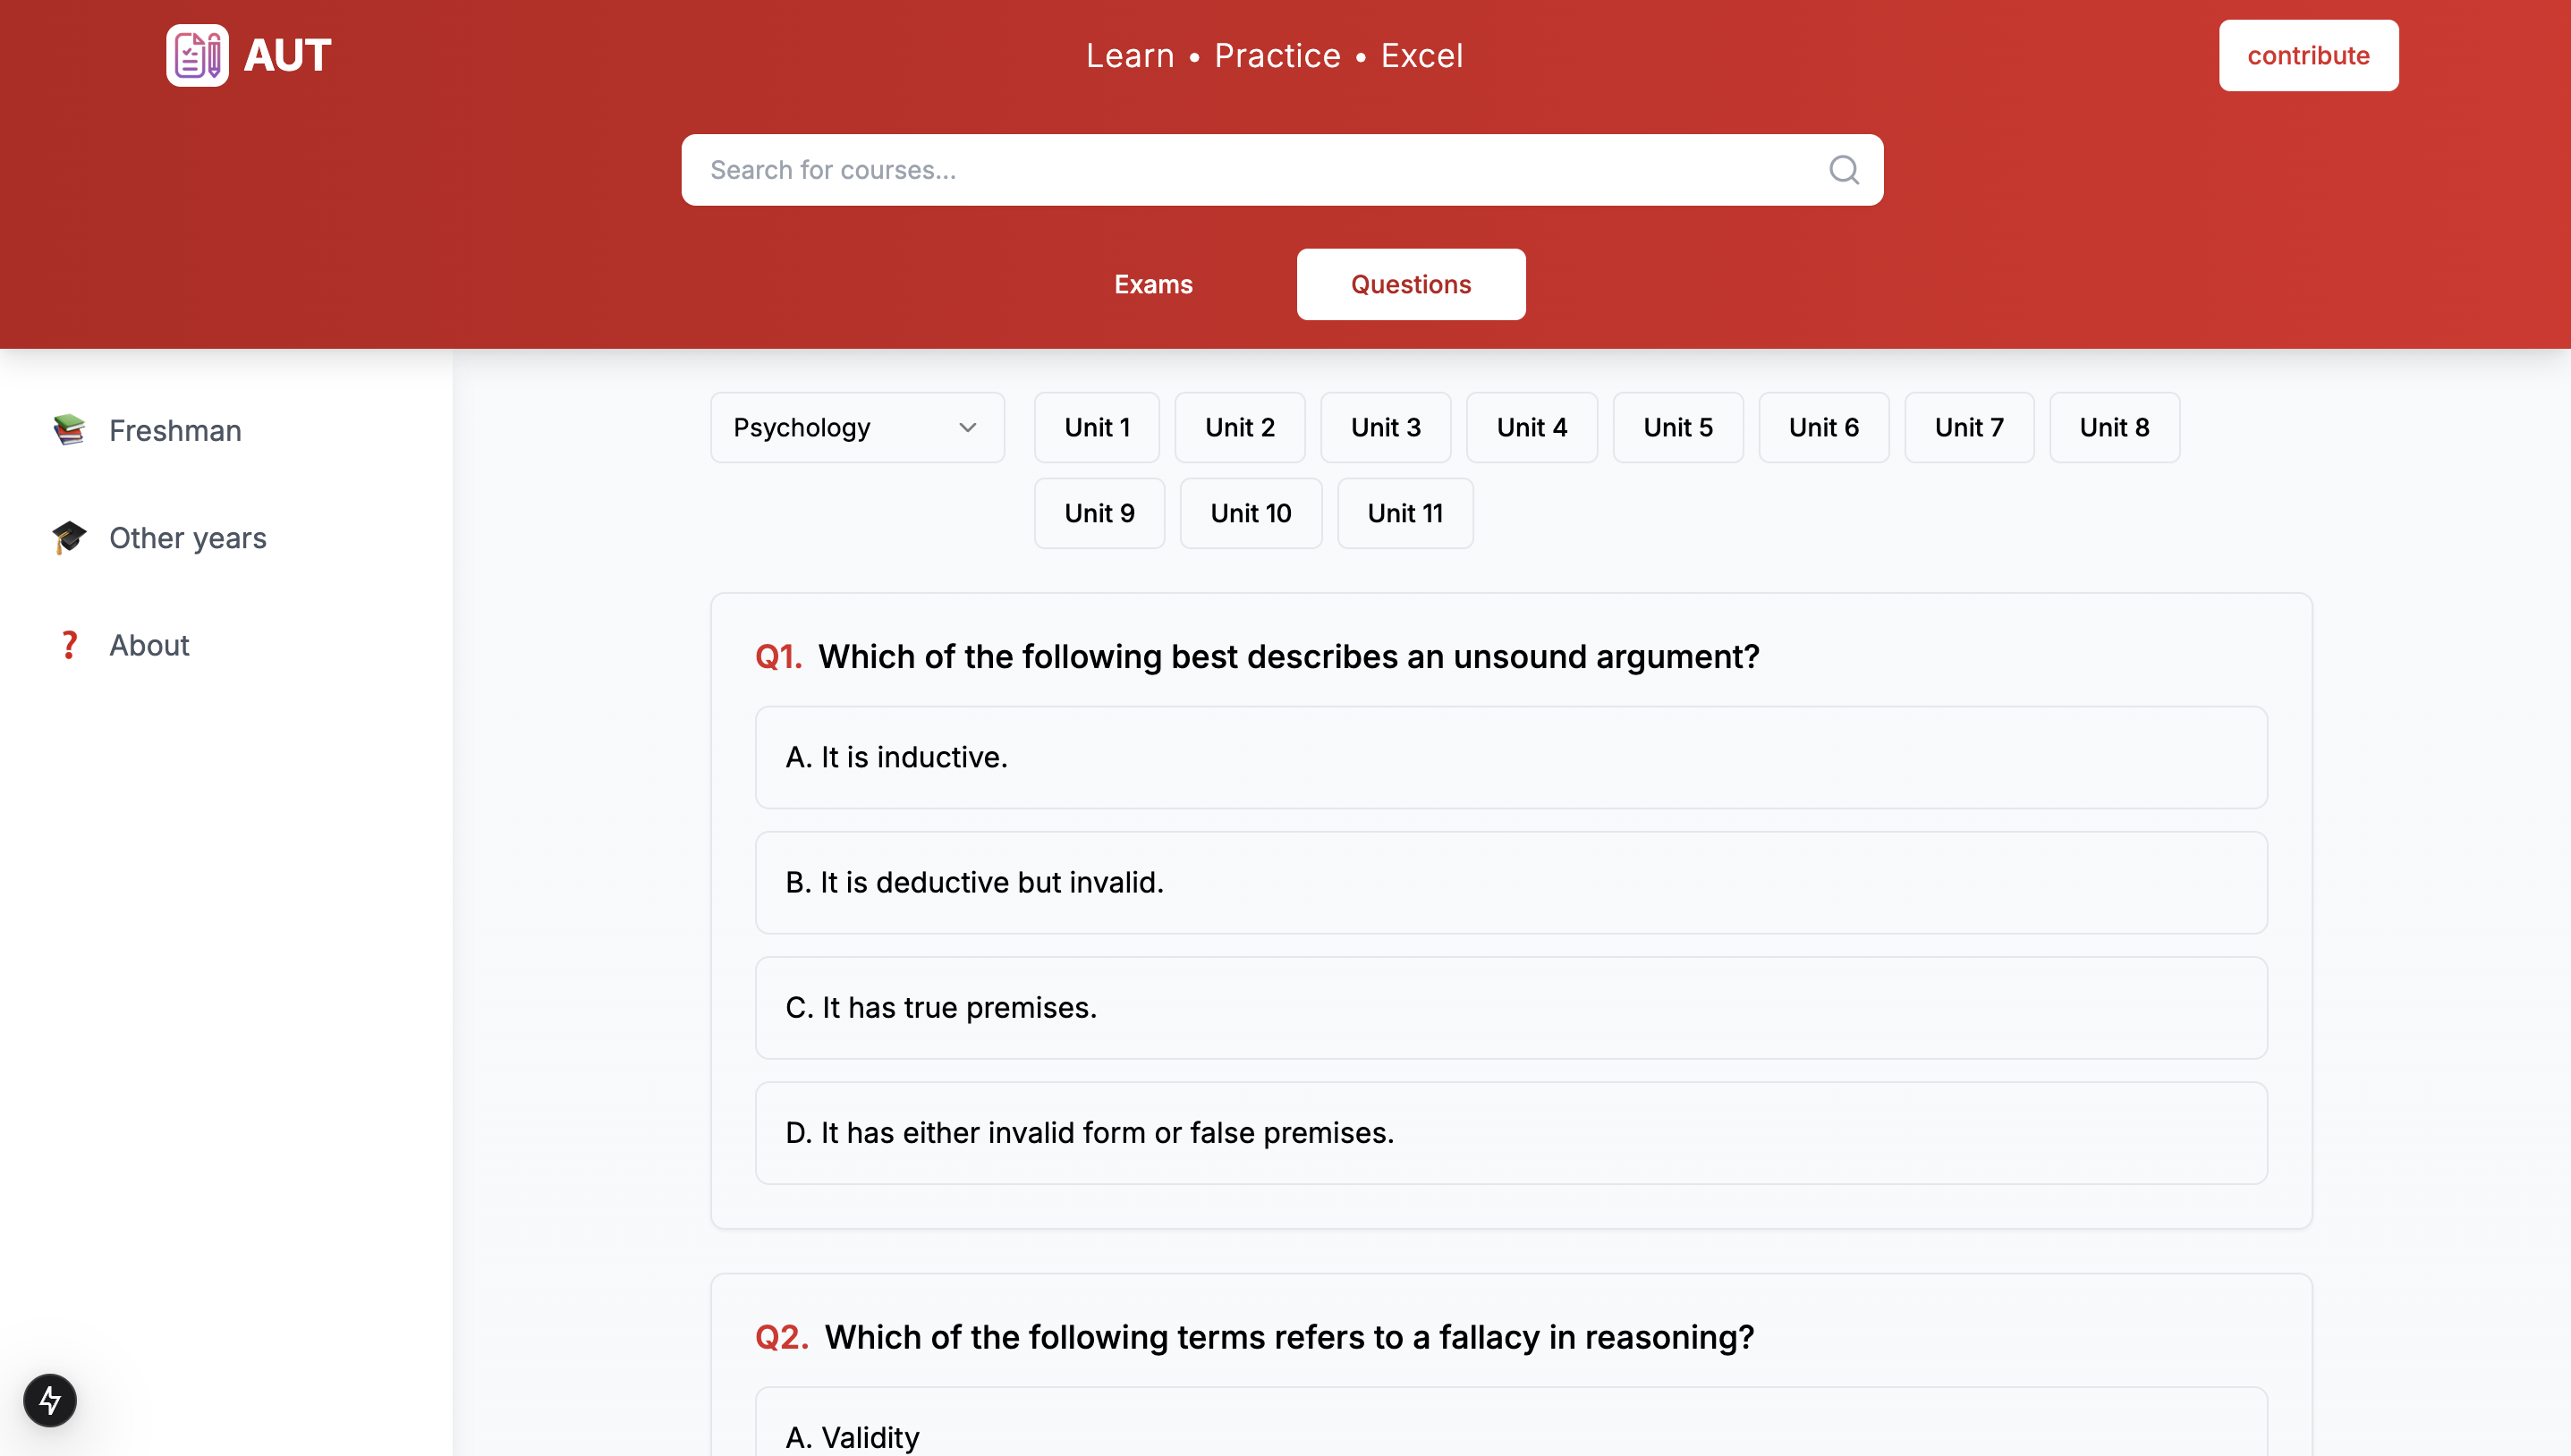 AUT
Learn • Practice • Excel
contribute
Search for courses...
Exams
Questions
Freshman
Other years
About
Psychology
Unit 1
Unit 2
Unit 3
Unit 4
Unit 5
Unit 6
Unit 7
Unit 8
Unit 9
Unit 10
Unit 11
Q1. Which of the following best describes an unsound argument?
A. It is inductive.
B. It is deductive but invalid.
C. It has true premises.
D. It has either invalid form or false premises.
Q2. Which of the following terms refers to a fallacy in reasoning?
A. Validity